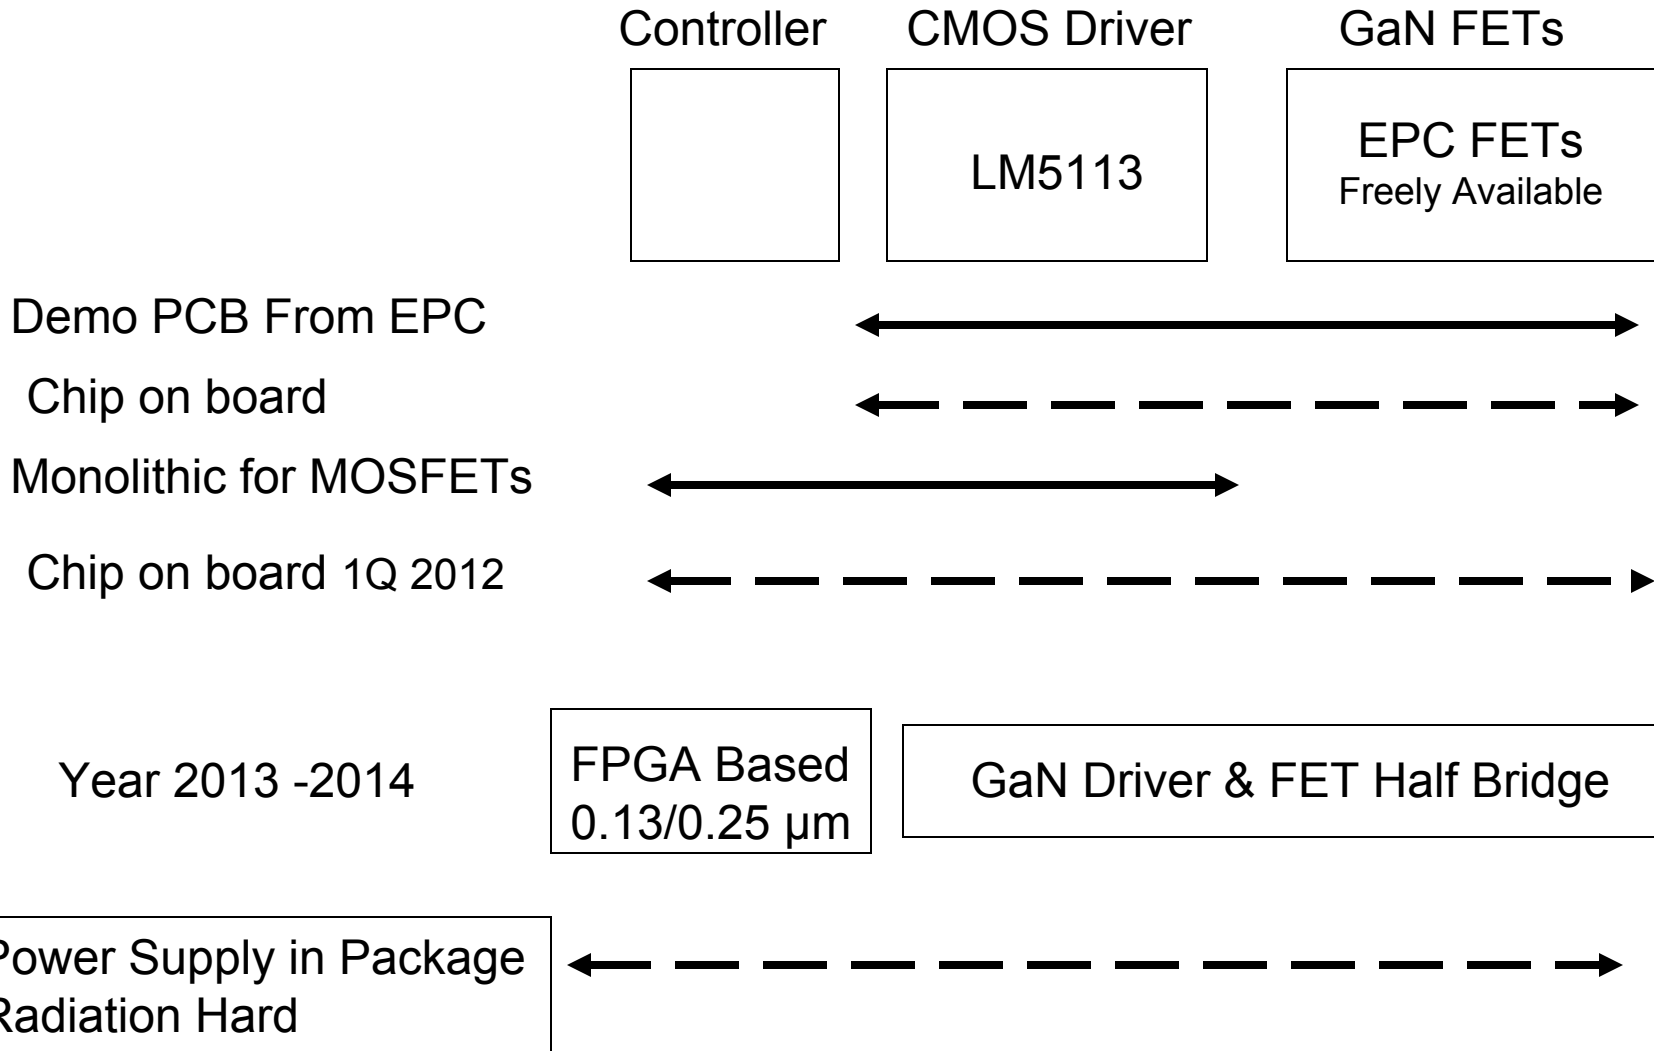 Controller CMOS Driver GaN FETs
LM5113
EPC FETs
Freely Available
Demo PCB From EPC
Chip on board
Monolithic for MOSFETs
Chip on board 1Q 2012
Year 2013 -2014
FPGA Based
0.13/0.25 µm
GaN Driver & FET Half Bridge
Power Supply in Package
Radiation Hard